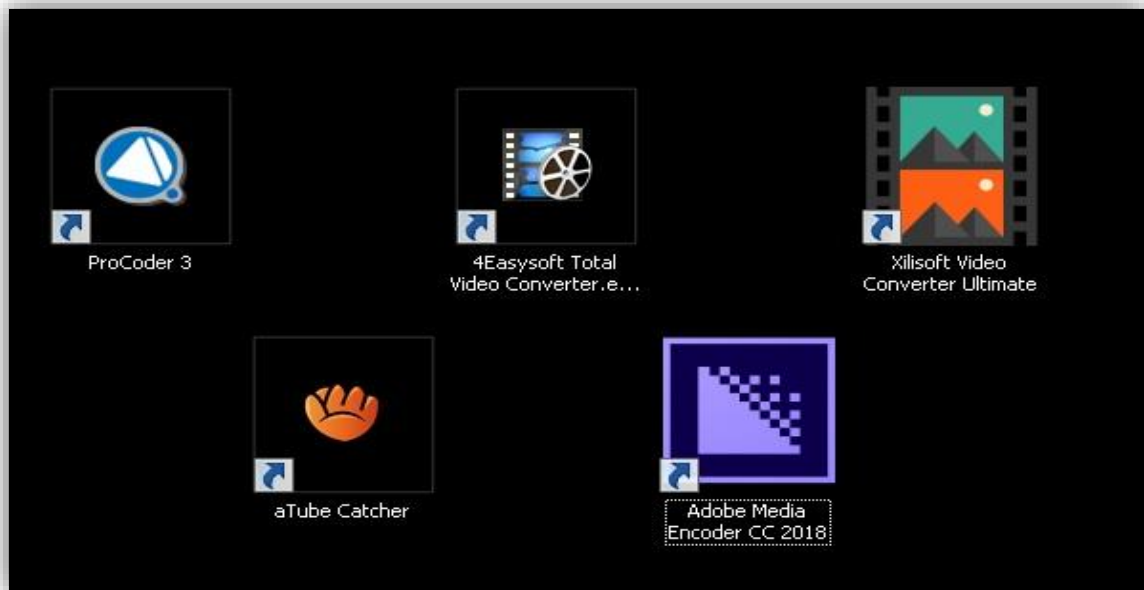 ProCoder 3
4Easysoft Total
Video Converter.e...
Xilisoft Video
Converter Ultimate
aTube Catcher
Adobe Media
Encoder CC 2018